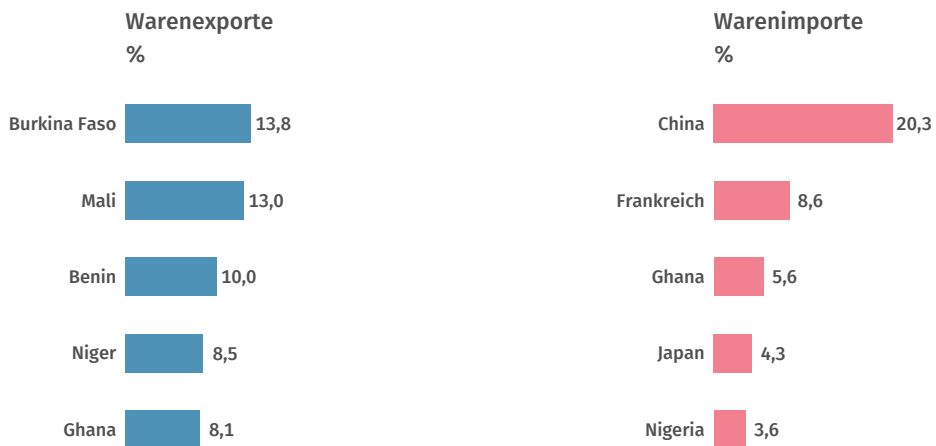 Warenexporte
%
Burkina Faso 13,8
Mali 13,0
Benin 10,0
Niger 8,5
Ghana 8,1
Warenimporte
%
China 20,3
Frankreich 8,6
Ghana 5,6
Japan 4,3
Nigeria 3,6